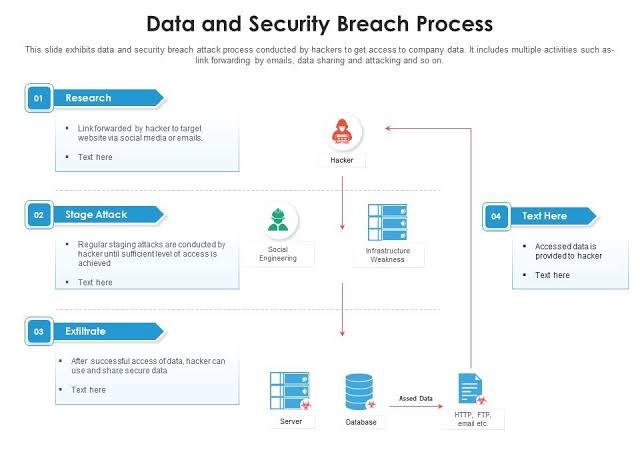 Data and Security Breach Process
This slide exhibits data and security breach attack process conducted by hackers to get access to company data. It includes multiple activities such as-
link forwarding by emails, data sharing and attacking and so on.
01
Research
Link forwarded by hacker to target
website via social media or emails.
Text here
Hacker
02
Stage Attack
Regular staging attacks are conducted by
hacker until sufficient level of access is
achieved
Text here
Social
Engineering
Infrastructure
Weakness
04
Text Here
Accessed data is
provided to hacker
Text here
03
Exfiltrate
After successful access of data, hacker can
use and share secure data
Text here
Server
Database
Assed Data
HTTP, FTP,
email etc.